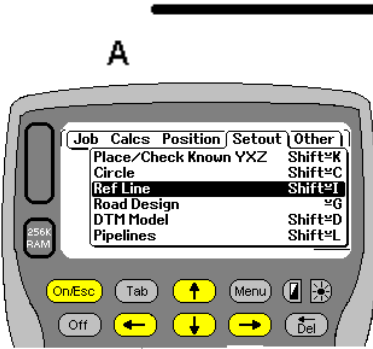 A
Job Calcs Position Setout Other
Place/Check Known YXZ Shift≚K
Circle Shift≚C
Ref Line Shift≚I
Road Design ≚G
DTM Model Shift≚D
Pipelines Shift≚L
256K
RAM
On/Esc Tab ↑ Menu
Off ← ↓ → Del